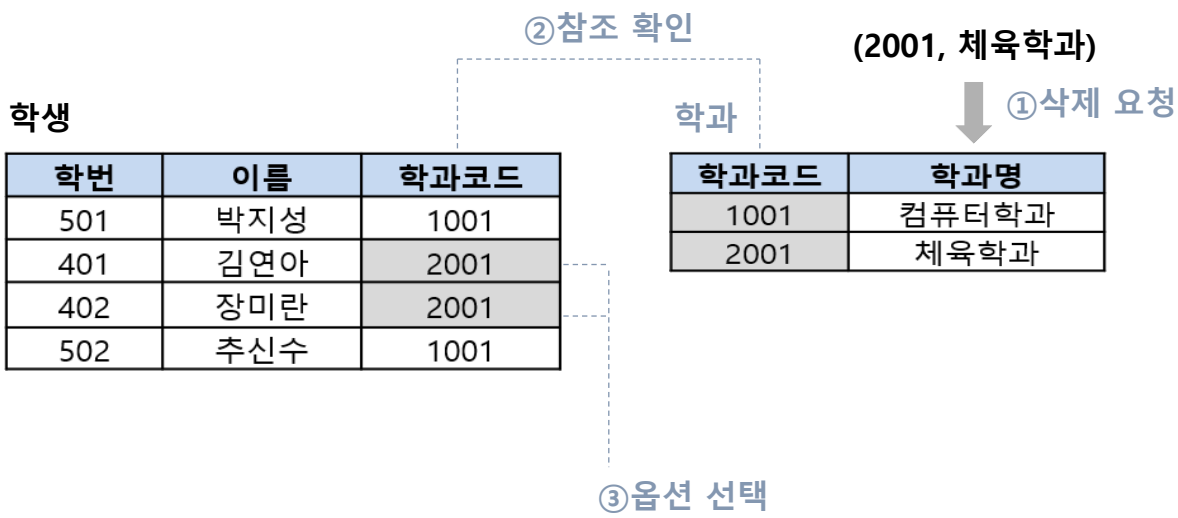 ②참조 확인
(2001, 체육학과)
①삭제 요청
학생
학번 이름 학과코드
501 박지성 1001
401 김연아 2001
402 장미란 2001
502 추신수 1001
학과
학과코드 학과명
1001 컴퓨터학과
2001 체육학과
③옵션 선택